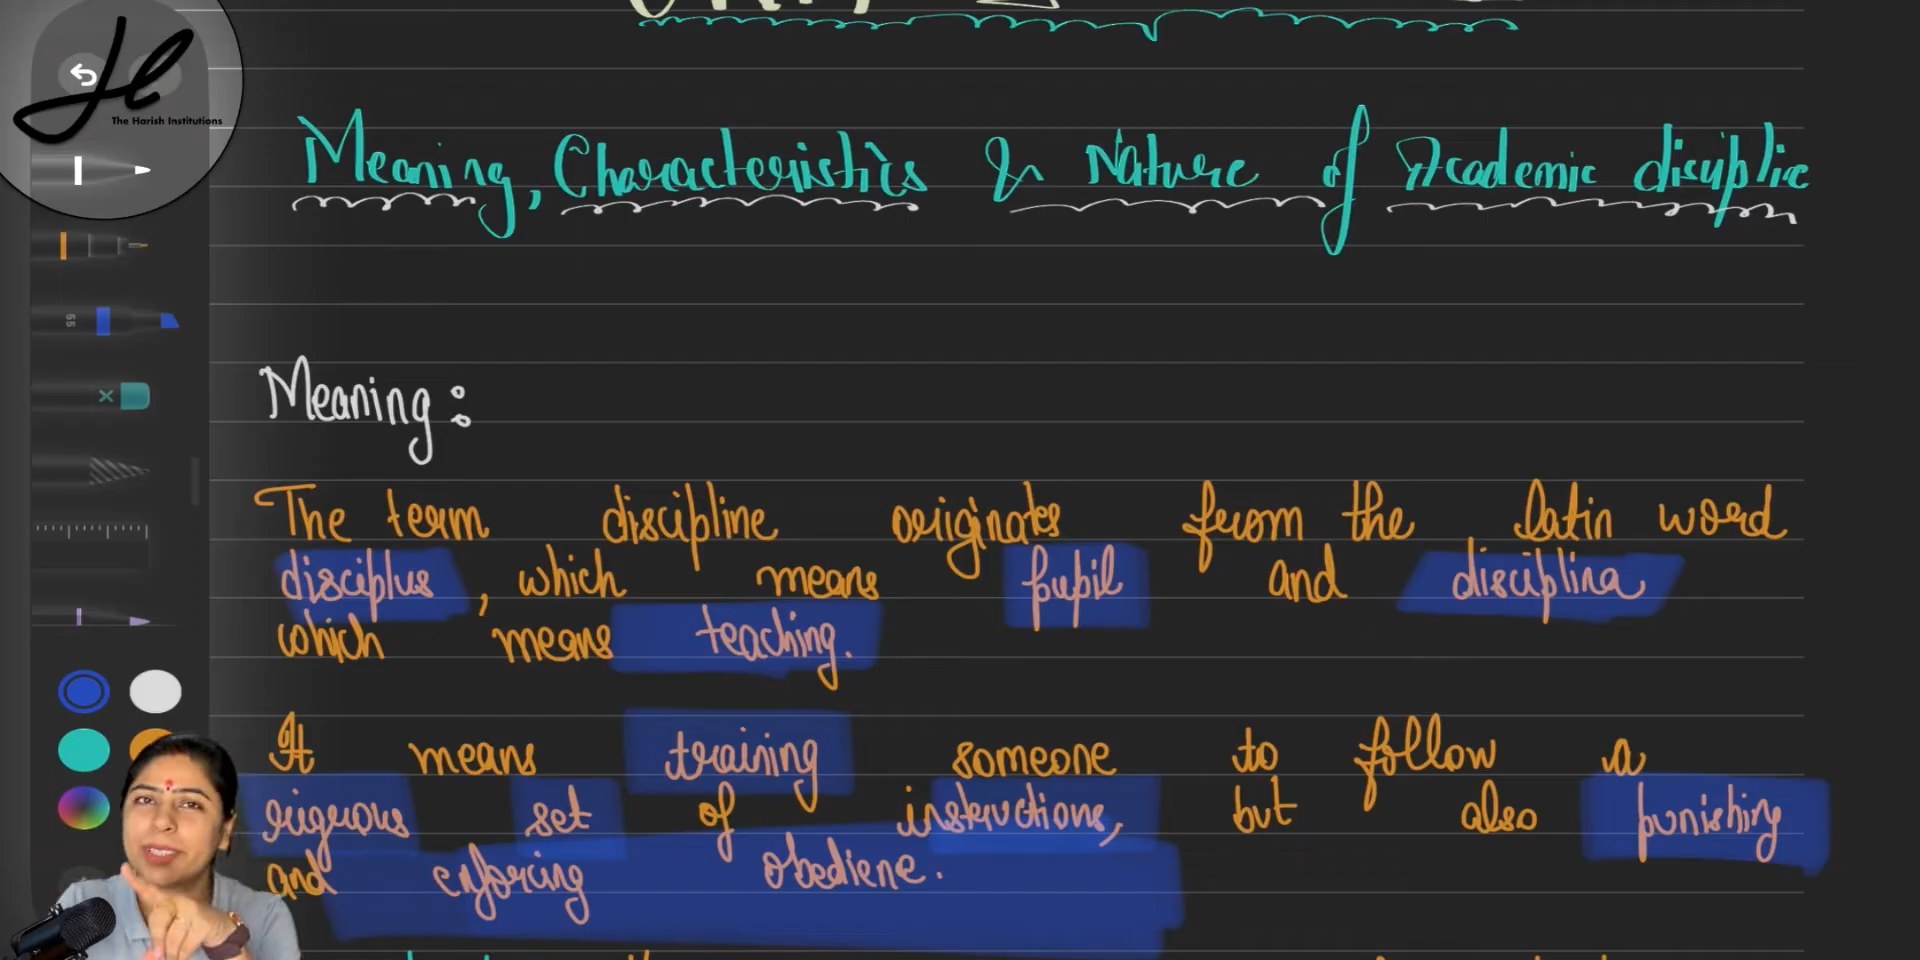 The Harish Institutions
Meaning, Characteristics & Nature of Academic discipline
Meaning:
The term discipline originates from the latin word
disciplus, which means pupil and disciplina
which means teaching.
It means training someone to follow a
riguous set of instructions, but also punishing
and enforcing obediene.